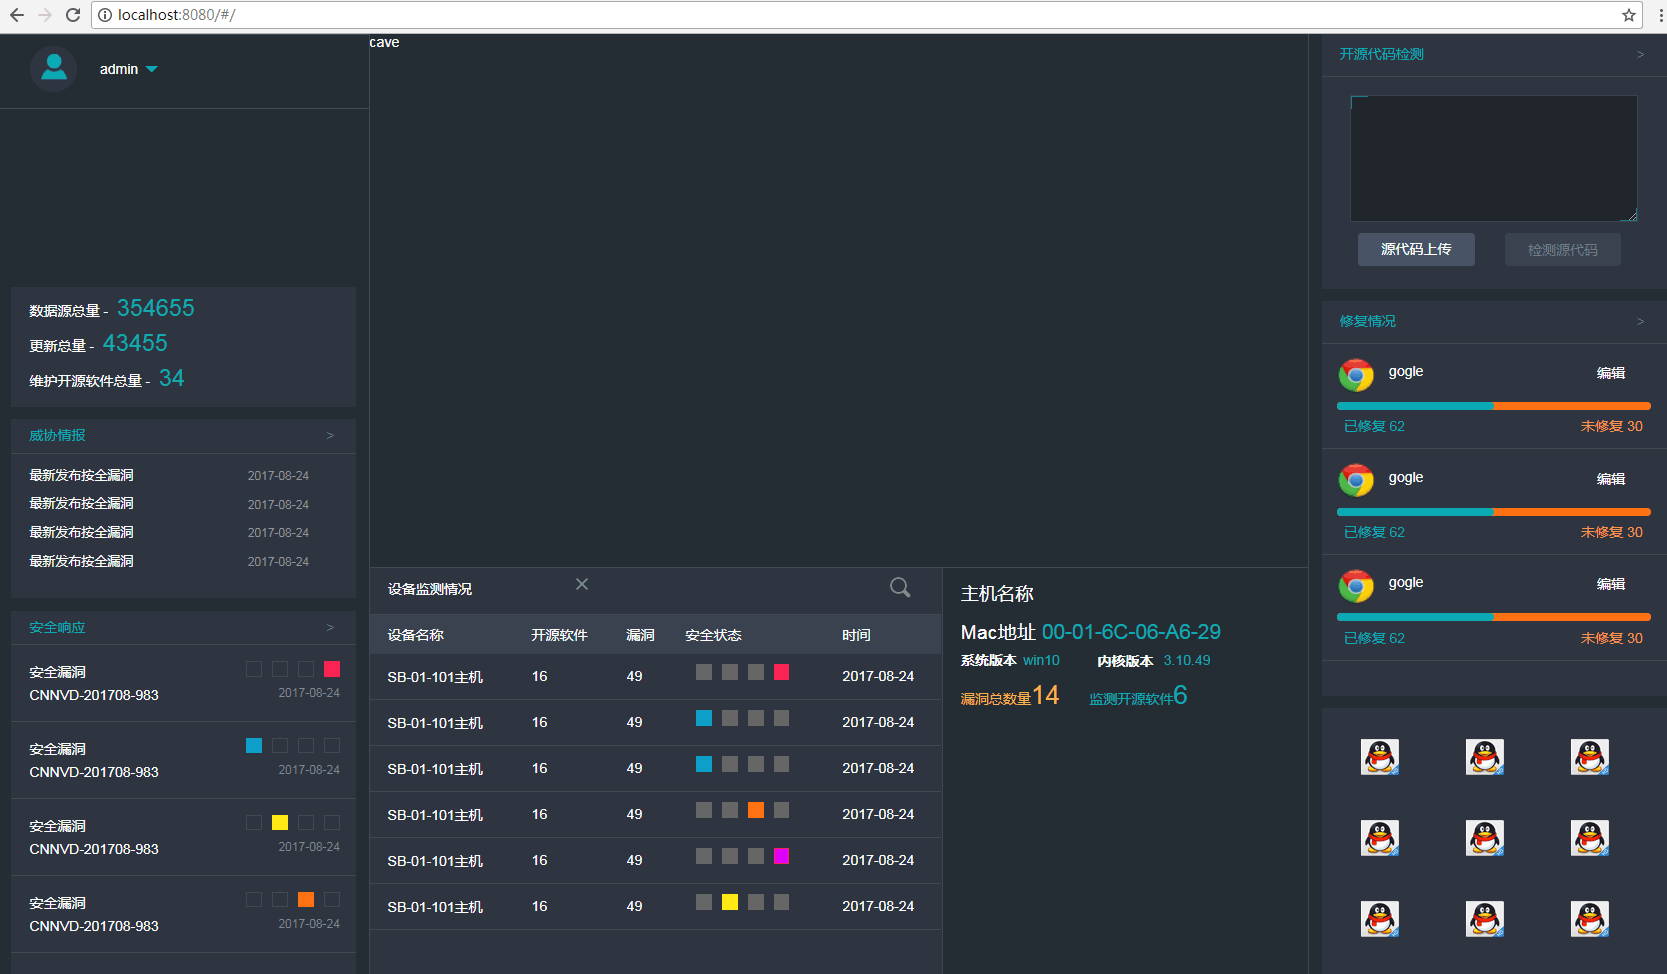 localhost:8080/#/
admin
数据源总量 - 354655
更新总量 - 43455
维护开源软件总量 - 34
威协情报 >
最新发布按全漏洞 2017-08-24
最新发布按全漏洞 2017-08-24
最新发布按全漏洞 2017-08-24
最新发布按全漏洞 2017-08-24
安全响应 >
安全漏洞
CNNVD-201708-983 2017-08-24
安全漏洞
CNNVD-201708-983 2017-08-24
安全漏洞
CNNVD-201708-983 2017-08-24
安全漏洞
CNNVD-201708-983 2017-08-24
cave
设备监测情况
设备名称 开源软件 漏洞 安全状态 时间
SB-01-101主机 16 49 2017-08-24
SB-01-101主机 16 49 2017-08-24
SB-01-101主机 16 49 2017-08-24
SB-01-101主机 16 49 2017-08-24
SB-01-101主机 16 49 2017-08-24
SB-01-101主机 16 49 2017-08-24
主机名称
Mac地址 00-01-6C-06-A6-29
系统版本 win10 内核版本 3.10.49
漏洞总数量14 监测开源软件6
开源代码检测 >
源代码上传 检测源代码
修复情况 >
gogle 编辑
已修复 62 未修复 30
gogle 编辑
已修复 62 未修复 30
gogle 编辑
已修复 62 未修复 30